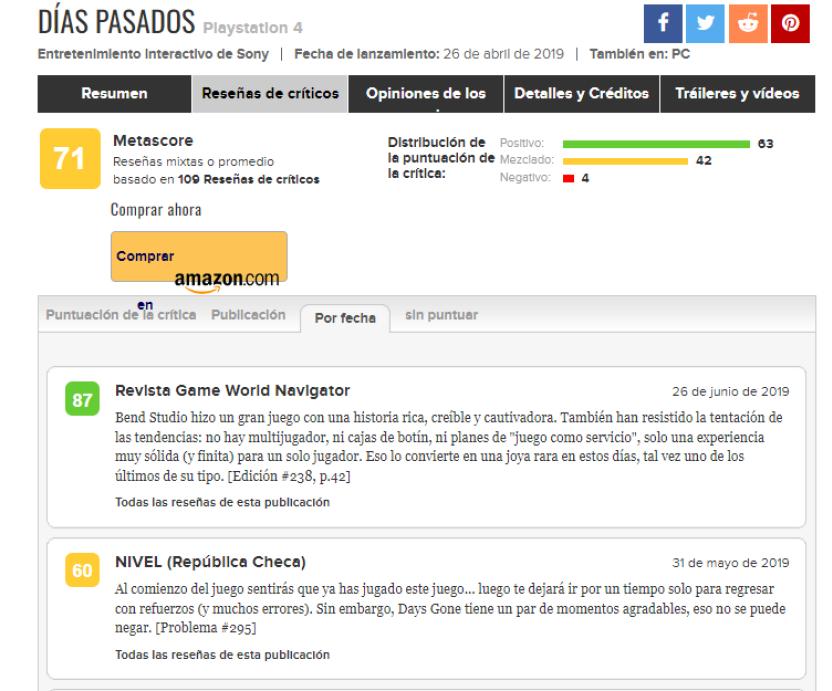 DÍAS PASADOS Playstation 4
Entretenimiento interactivo de Sony | Fecha de lanzamiento: 26 de abril de 2019 | También en: PC
Resumen Reseñas de críticos Opiniones de los Detalles y Créditos Tráileres y vídeos
71 Metascore
Reseñas mixtas o promedio
basado en 109 Reseñas de críticos
Distribución de
la puntuación de
la crítica:
Positivo: 63
Mezclado: 42
Negativo: 4
Comprar ahora
Comprar
amazon.com
en
Puntuación de la crítica Publicación Por fecha sin puntuar
87 Revista Game World Navigator 26 de junio de 2019
Bend Studio hizo un gran juego con una historia rica, creíble y cautivadora. También han resistido la tentación de
las tendencias: no hay multijugador, ni cajas de botín, ni planes de "juego como servicio", solo una experiencia
muy sólida (y finita) para un solo jugador. Eso lo convierte en una joya rara en estos días, tal vez uno de los
últimos de su tipo. [Edición #238, p.42]
Todas las reseñas de esta publicación
60 NIVEL (República Checa) 31 de mayo de 2019
Al comienzo del juego sentirás que ya has jugado este juego... luego te dejará ir por un tiempo solo para regresar
con refuerzos (y muchos errores). Sin embargo, Days Gone tiene un par de momentos agradables, eso no se puede
negar. [Problema #295]
Todas las reseñas de esta publicación